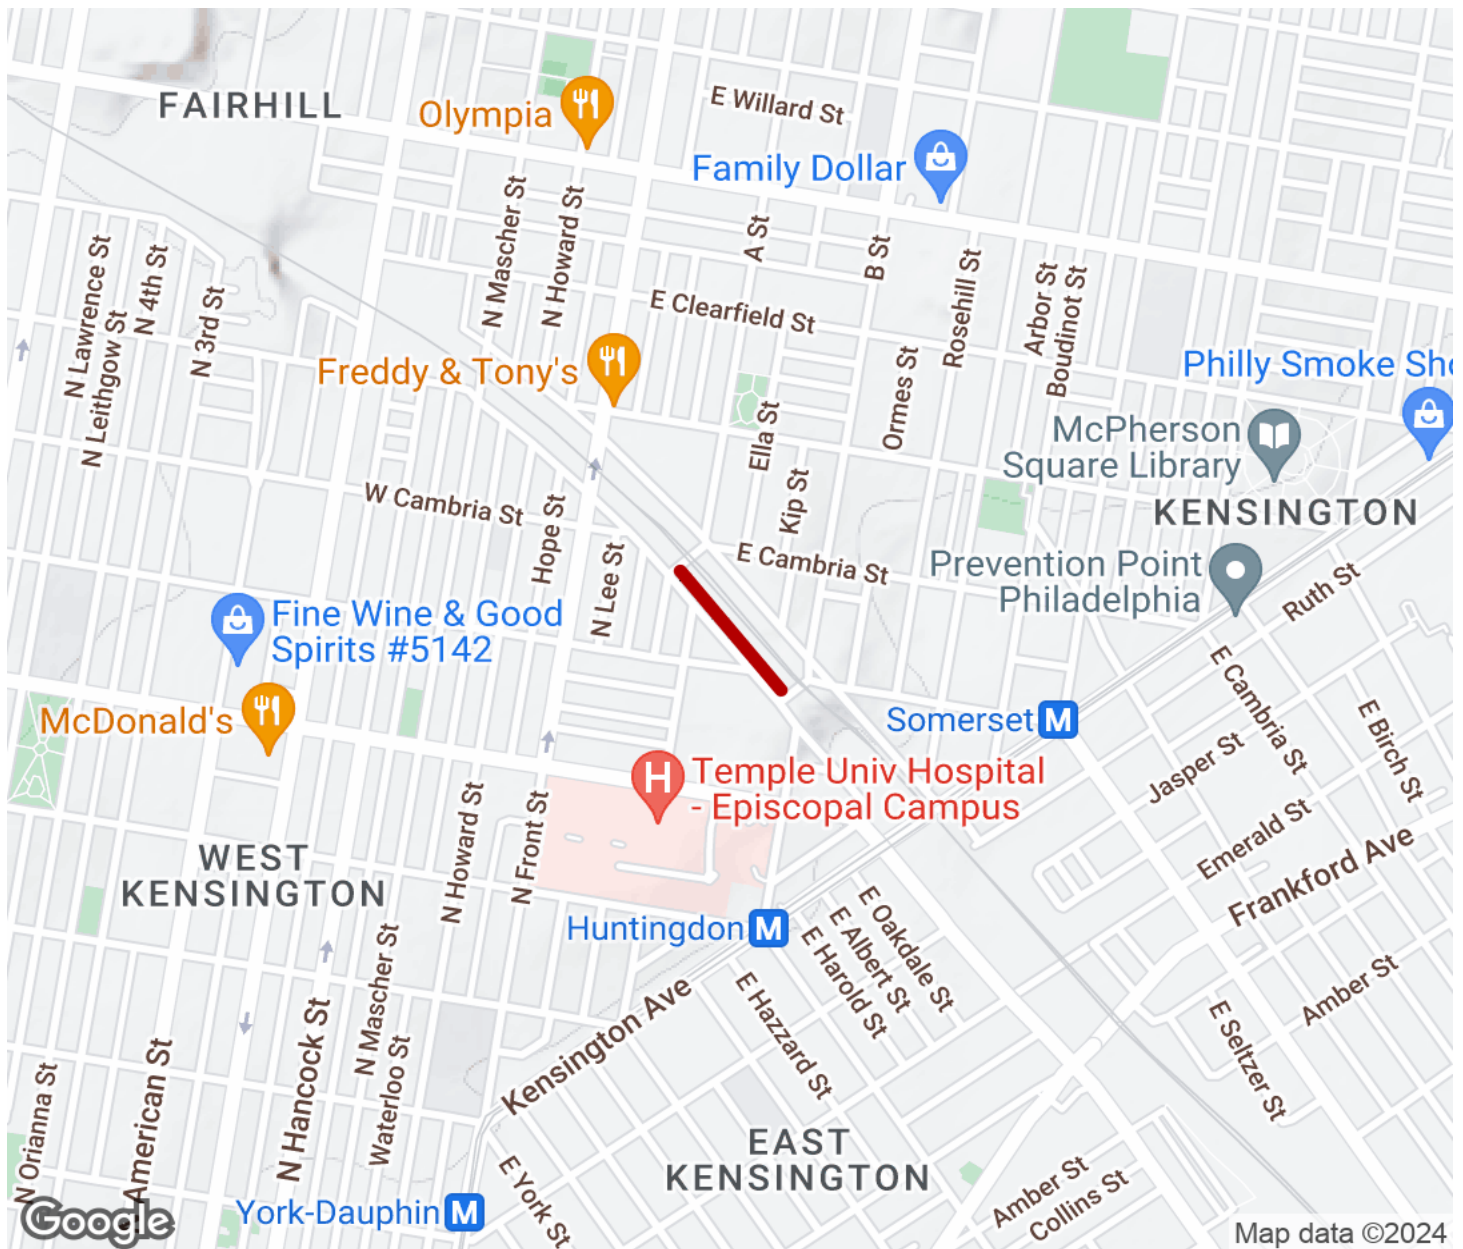 FAIRHILL
Olympia
E Willard St
Family Dollar
N Mascher St
N Howard St
A St
B St
N Lawrence St
N Leithgow St
N 4th St
N 3rd St
E Clearfield St
Rosehill St
Arbor St
Boudinot St
Freddy & Tony's
Ormes St
Philly Smoke Sho
McPherson
Square Library
Ella St
Kip St
KENSINGTON
W Cambria St
Hope St
N Lee St
E Cambria St
Prevention Point
Philadelphia
Ruth St
Fine Wine & Good
Spirits #5142
McDonald's
E Cambria St
E Birch St
Somerset
M
Jasper St
Temple Univ Hospital
- Episcopal Campus
H
Emerald St
Frankford Ave
WEST
KENSINGTON
N Howard St
N Front St
Huntingdon
M
E Oakdale St
E Albert St
E Harold St
E Hazzard St
N Mascher St
Waterloo St
N Hancock St
American St
N Orianna St
Kensington Ave
Amber St
E Seltzer St
EAST
KENSINGTON
E York St
York-Dauphin
M
Amber St
Collins St
Google
Map data ©2024